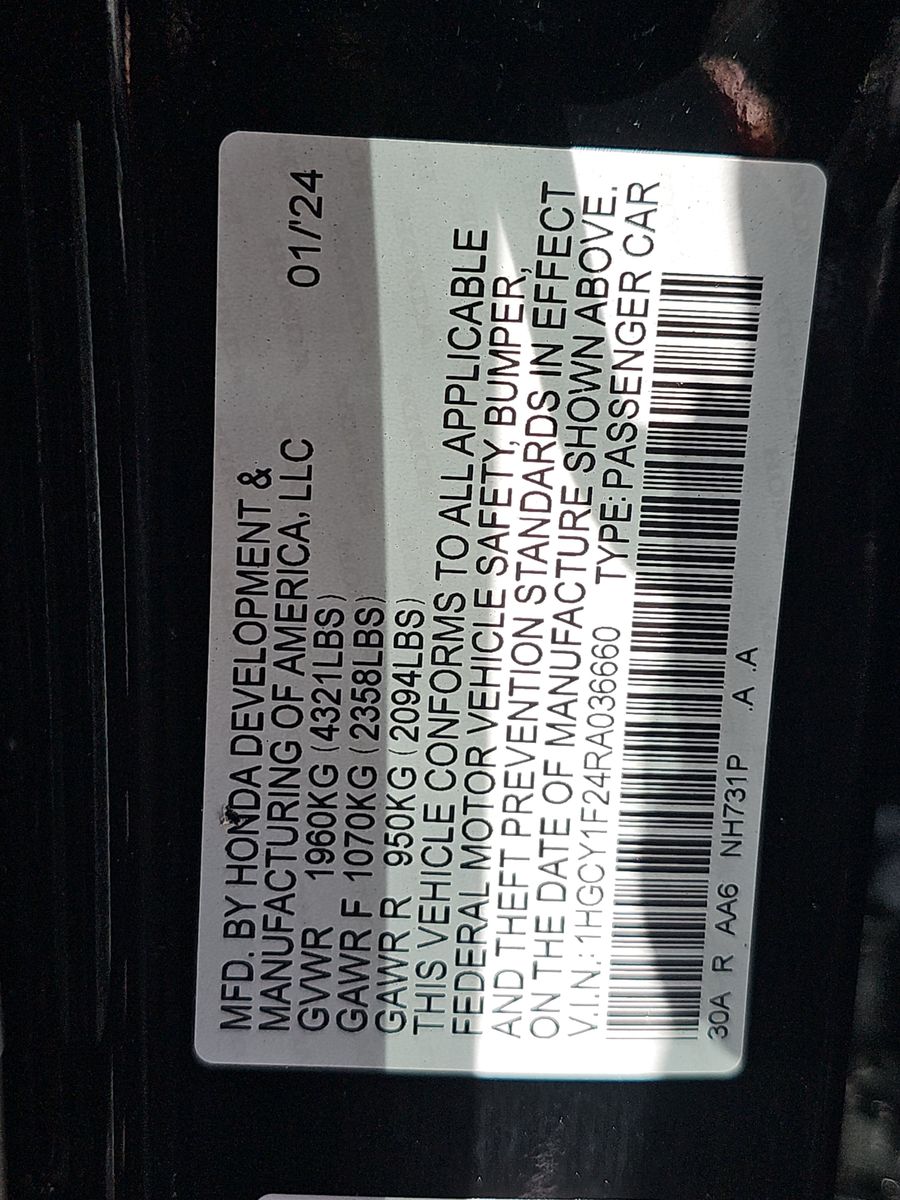 MFD. BY HONDA DEVELOPMENT &
MANUFACTURING OF AMERICA, LLC 01/'24
GVWR 1960KG (4321LBS)
GAWR F 1070KG (2358LBS)
GAWR R 950KG (2094LBS)
THIS VEHICLE CONFORMS TO ALL APPLICABLE
FEDERAL MOTOR VEHICLE SAFETY, BUMPER,
AND THEFT PREVENTION STANDARDS IN EFFECT
ON THE DATE OF MANUFACTURE SHOWN ABOVE.
V.I.N.: 1HGCY1F24RA036660 TYPE: PASSENGER CAR
30A R AA6 NH731P .A .A